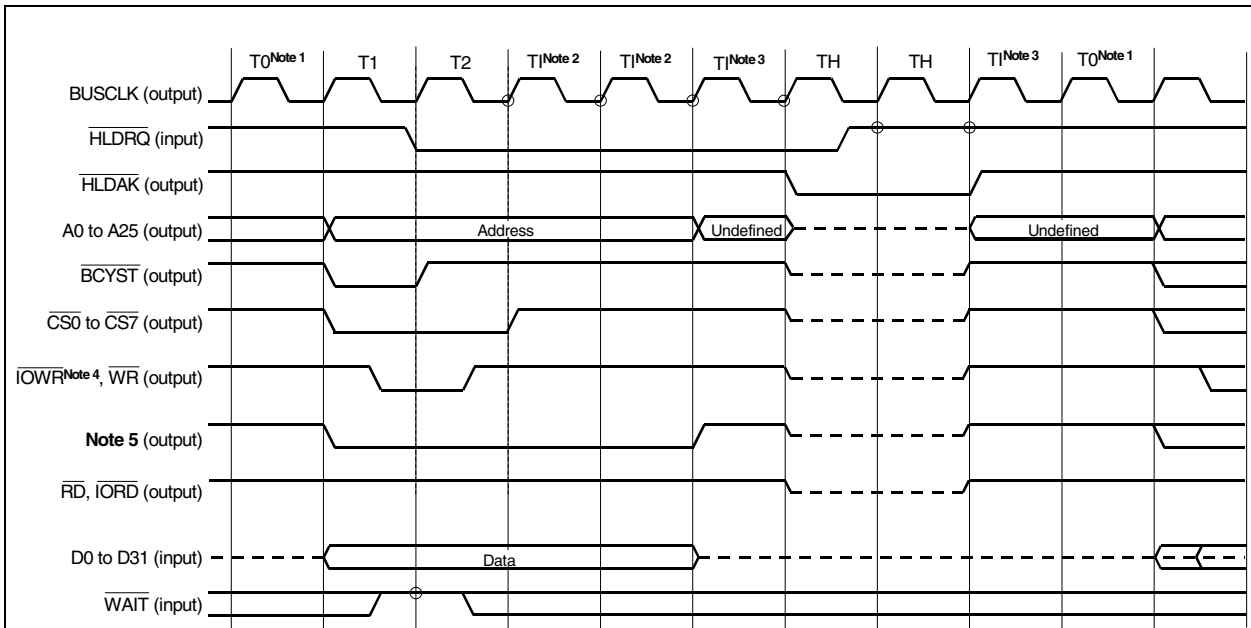 T0Note 1 T1 T2 TINote 2 TINote 2 TINote 3 TH TH TINote 3 T0Note 1
BUSCLK (output)
HLDRQ (input)
HLDAK (output)
A0 to A25 (output) Address Undefined Undefined
BCYST (output)
CS0 to CS7 (output)
IOWRNote 4, WR (output)
Note 5 (output)
RD, IORD (output)
D0 to D31 (input) Data
WAIT (input)